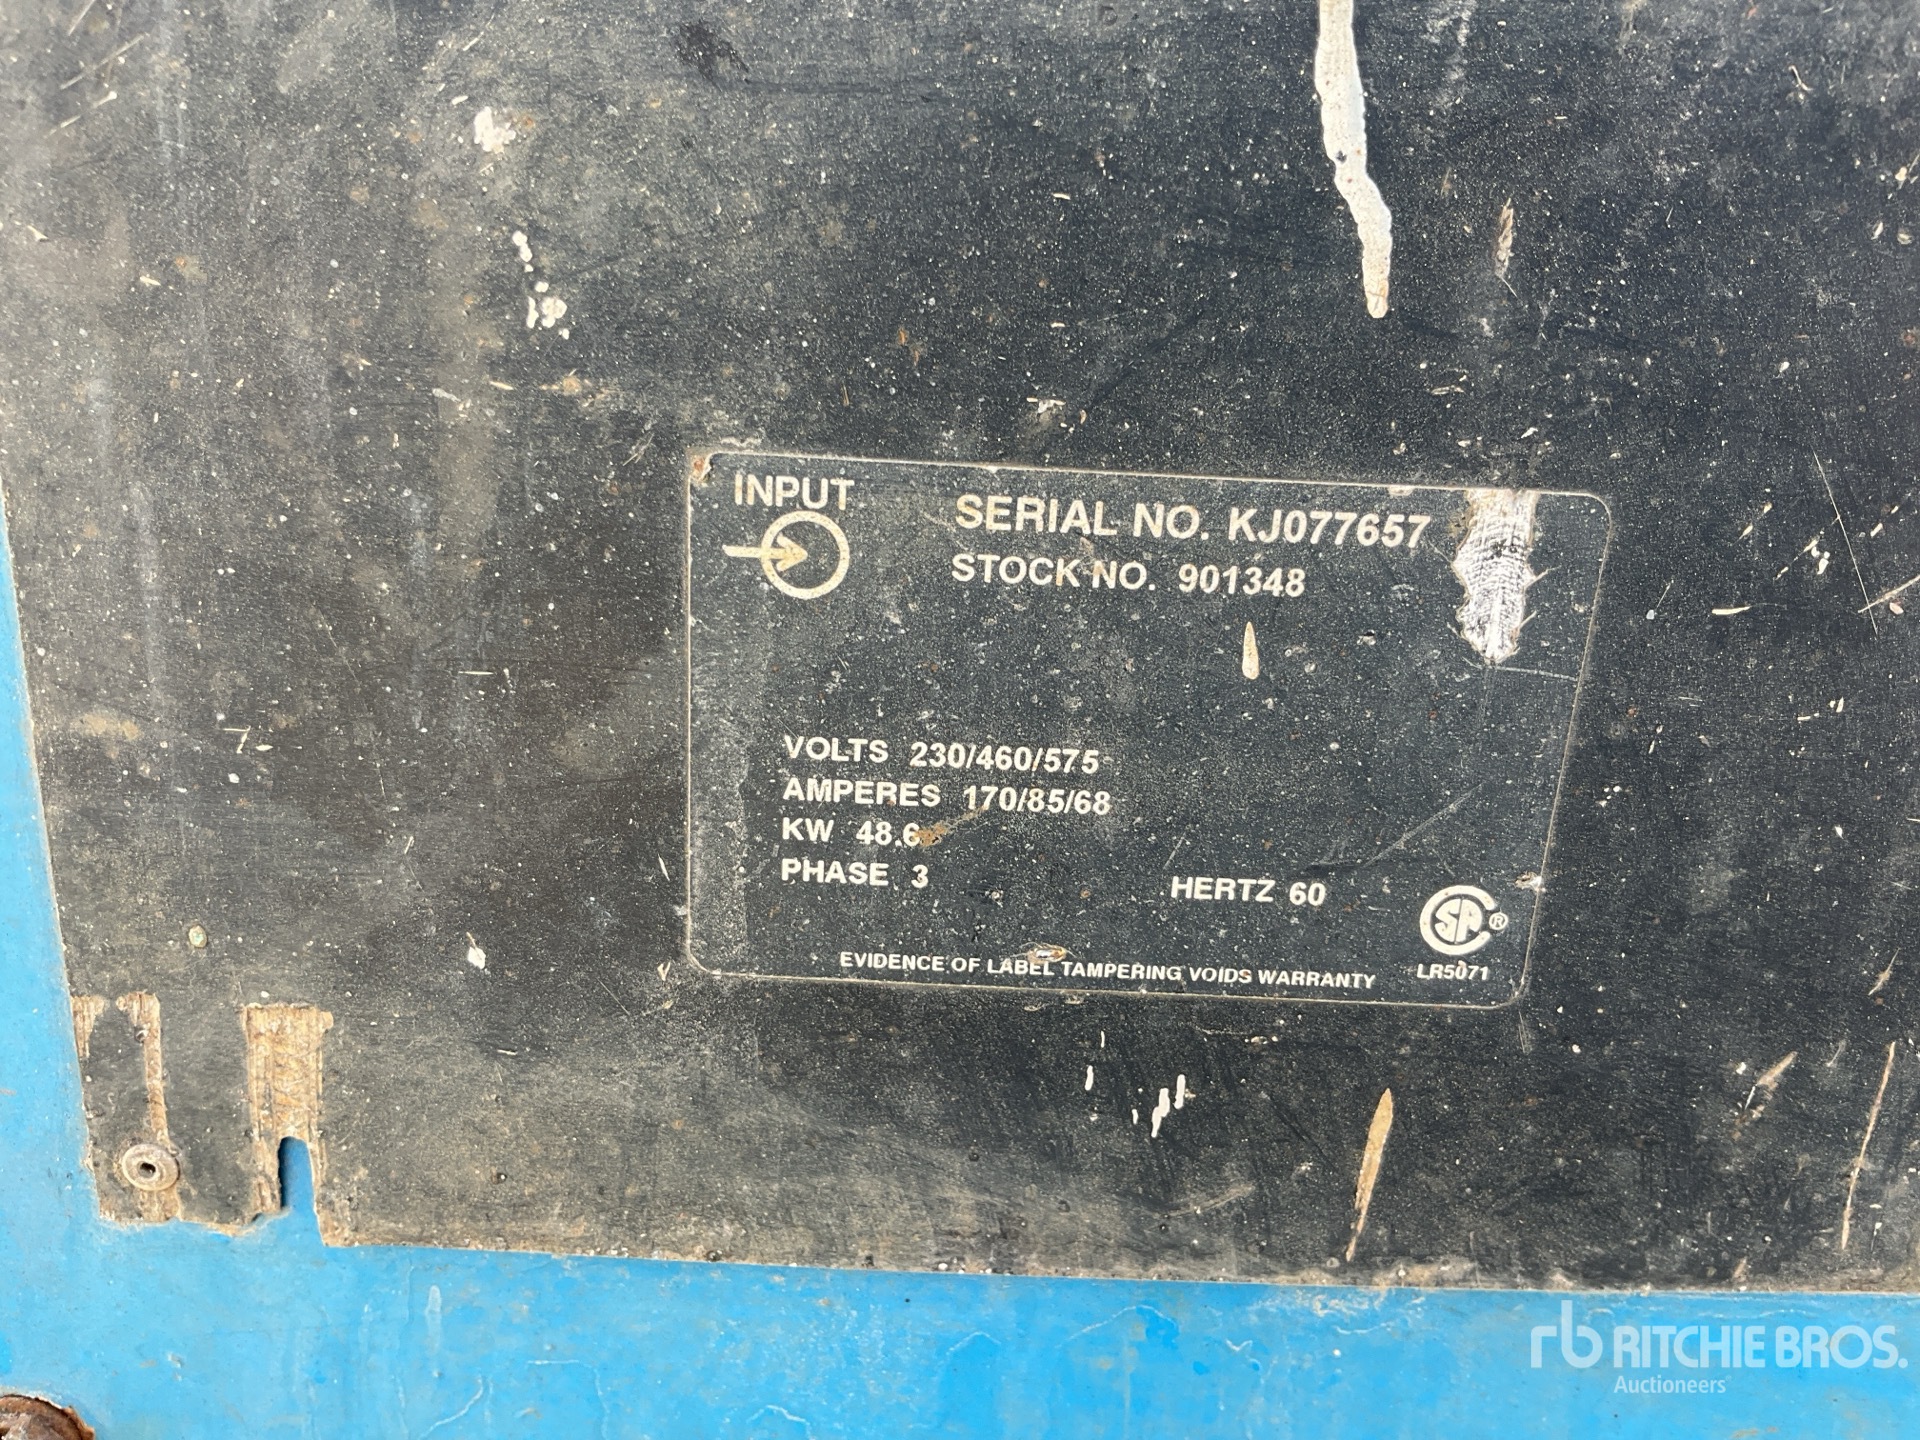 INPUT
SERIAL NO. KJ077657
STOCK NO. 901348
VOLTS 230/460/575
AMPERES 170/85/68
KW 48.6
PHASE 3
HERTZ 60
SP®
LR5071
EVIDENCE OF LABEL TAMPERING VOIDS WARRANTY
rb RITCHIE BROS.
Auctioneers